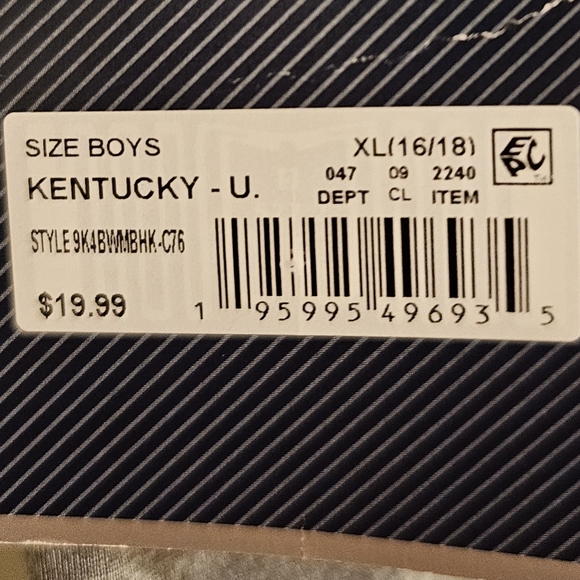 SIZE BOYS XL(16/18) EPC
KENTUCKY - U. 047 09 2240
DEPT CL ITEM
STYLE 9K4BWMBHK-C76
$19.99
1 95995 49693 5